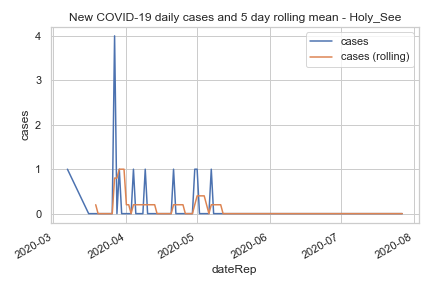 New COVID-19 daily cases and 5 day rolling mean - Holy_See
cases
cases (rolling)
4
3
2
1
0
cases
2020-03
2020-04
2020-05
2020-06
2020-07
2020-08
dateRep